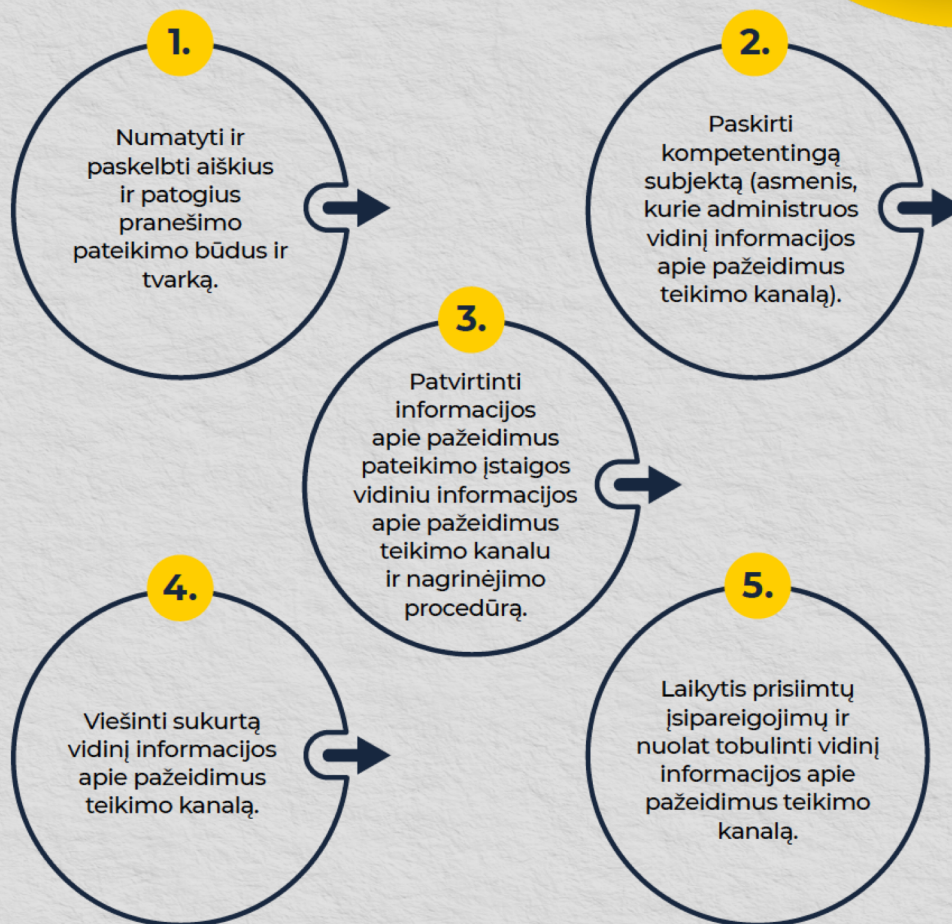 1.
Numatyti ir
paskelbti aiškius
ir patogius
pranešimo
pateikimo būdus ir
tvarką.
2.
Paskirti
kompetentingą
subjektą (asmenis,
kurie administruos
vidinį informacijos
apie pažeidimus
teikimo kanalą).
3.
Patvirtinti
informacijos
apie pažeidimus
pateikimo įstaigos
vidiniu informacijos
apie pažeidimus
teikimo kanalu
ir nagrinėjimo
procedūrą.
4.
Viešinti sukurtą
vidinį informacijos
apie pažeidimus
teikimo kanalą.
5.
Laikytis prisiimtų
įsipareigojimų ir
nuolat tobulinti vidinį
informacijos apie
pažeidimus teikimo
kanalą.